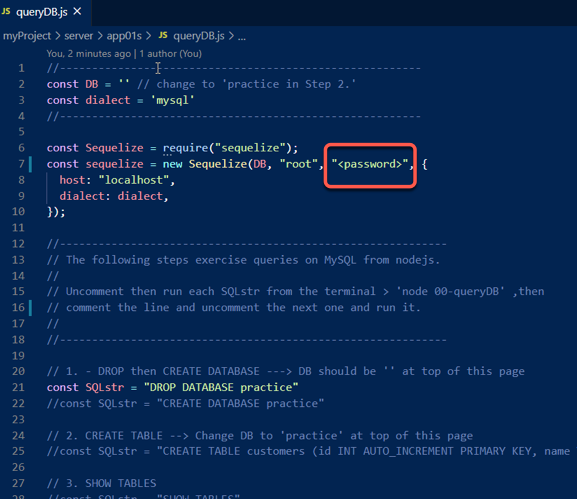 JS queryDB.js ×
myProject > server > app01s > JS queryDB.js > ...
You, 2 minutes ago | 1 author (You)
1 //-------------------------------------------------------
2 const DB = '' // change to 'practice in Step 2.'
3 const dialect = 'mysql'
4 //-------------------------------------------------------
5
6 const Sequelize = require("sequelize");
7 const sequelize = new Sequelize(DB, "root", "<password>", {
8 host: "localhost",
9 dialect: dialect,
10 });
11
12 //-----------------------------------------------------------
13 // The following steps exercise queries on MySQL from nodejs.
14 //
15 // Uncomment then run each SQLstr from the terminal > 'node 00-queryDB' ,then
16 // comment the line and uncomment the next one and run it.
17 //
18 //-----------------------------------------------------------
19
20 // 1. - DROP then CREATE DATABASE ---> DB should be '' at top of this page
21 const SQLstr = "DROP DATABASE practice"
22 //const SQLstr = "CREATE DATABASE practice"
23
24 // 2. CREATE TABLE --> Change DB to 'practice' at top of this page
25 //const SQLstr = "CREATE TABLE customers (id INT AUTO_INCREMENT PRIMARY KEY, name
26
27 // 3. SHOW TABLES
28 //const SQLstr = "SHOW TABLES"